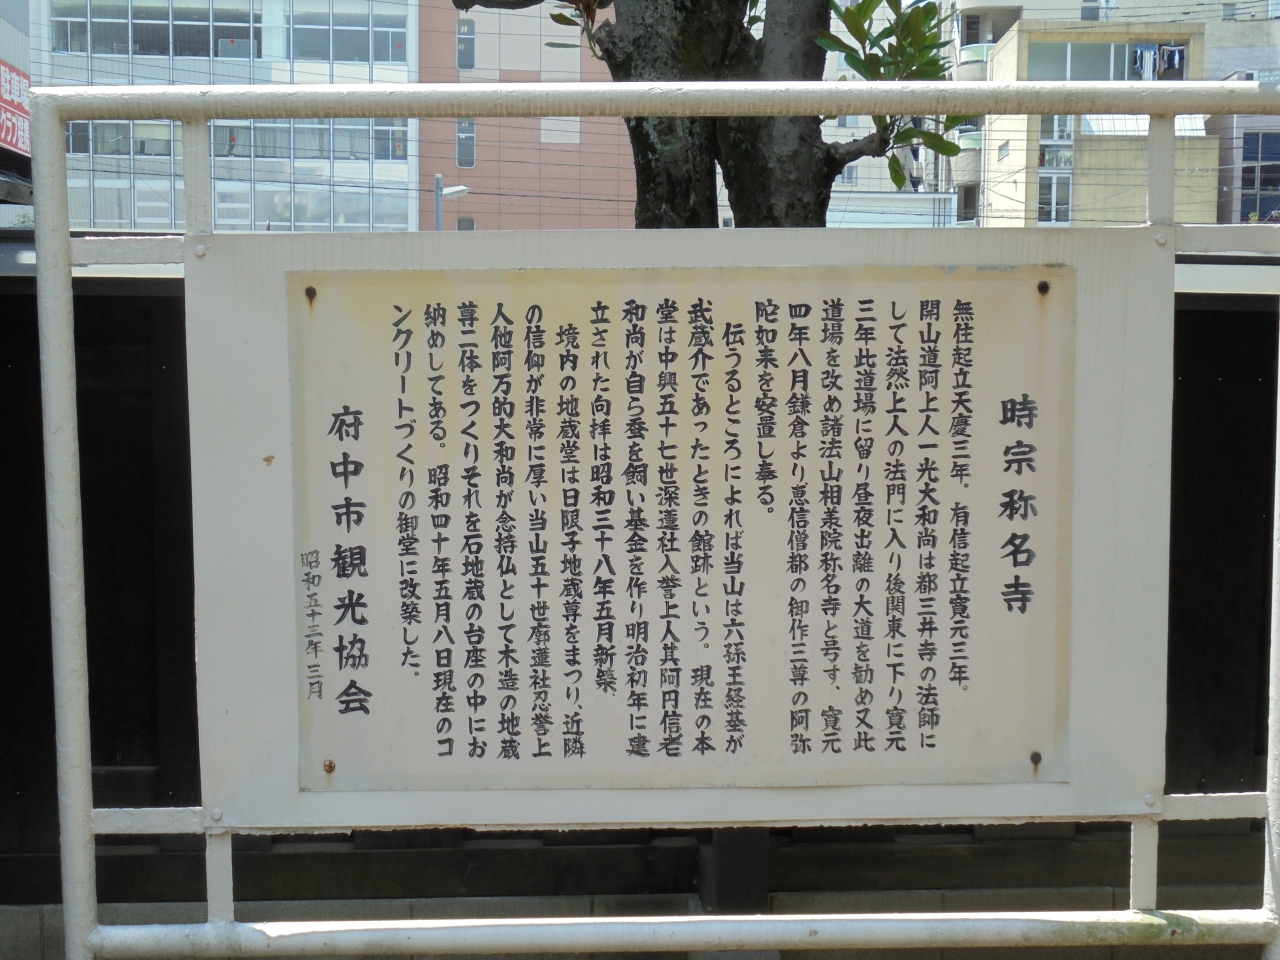 時宗称名寺
無住起立天慶三年。有信起立寛元三年。
開山道阿上人一光大和尚は都三井寺の法師に
して法然上人の法門に入り後関東に下り寛元
三年此道場に留り昼夜出離の大道を勧め又此
道場を改め諸法山相羡院称名寺と号す、寛元
四年八月鎌倉より恵信僧都の御作三尊の阿弥
陀如来を安置し奉る。
伝うるところによれば当山は六孫王経基が
武蔵介であったときの館跡という。現在の本
堂は中興五十七世深蓮社入誉上人其阿円信老
和尚が自ら蚕を飼い基金を作り明治初年に建
立された向拝は昭和三十八年五月新築、
境内の地蔵堂は日限子地蔵尊をまつり、近隣
の信仰が非常に厚い当山五十世廓蓮社忍誉上
人他阿万的大和尚が念持仏として木造の地蔵
尊二体をつくりそれを石地蔵の台座の中にお
納めしてある。昭和四十年五月八日現在のコ
ンクリートづくりの御堂に改築した。
府中市観光協会
昭和五十三年三月
駐車場